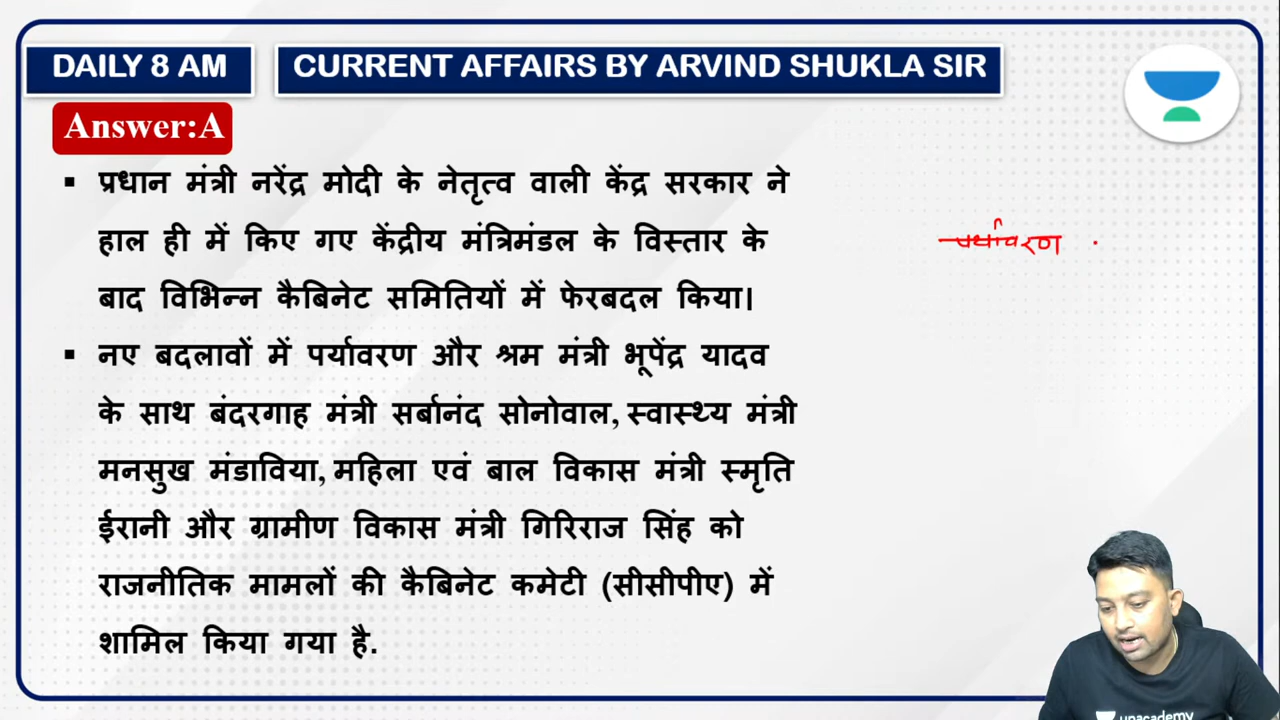 DAILY 8 AM
CURRENT AFFAIRS BY ARVIND SHUKLA SIR
Answer:A
▪ प्रधान मंत्री नरेंद्र मोदी के नेतृत्व वाली केंद्र सरकार ने
हाल ही में किए गए केंद्रीय मंत्रिमंडल के विस्तार के
बाद विभिन्न कैबिनेट समितियों में फेरबदल किया।
▪ नए बदलावों में पर्यावरण और श्रम मंत्री भूपेंद्र यादव
के साथ बंदरगाह मंत्री सर्बानंद सोनोवाल, स्वास्थ्य मंत्री
मनसुख मंडाविया, महिला एवं बाल विकास मंत्री स्मृति
ईरानी और ग्रामीण विकास मंत्री गिरिराज सिंह को
राजनीतिक मामलों की कैबिनेट कमेटी (सीसीपीए) में
शामिल किया गया है.
पर्यावरण
unacademy